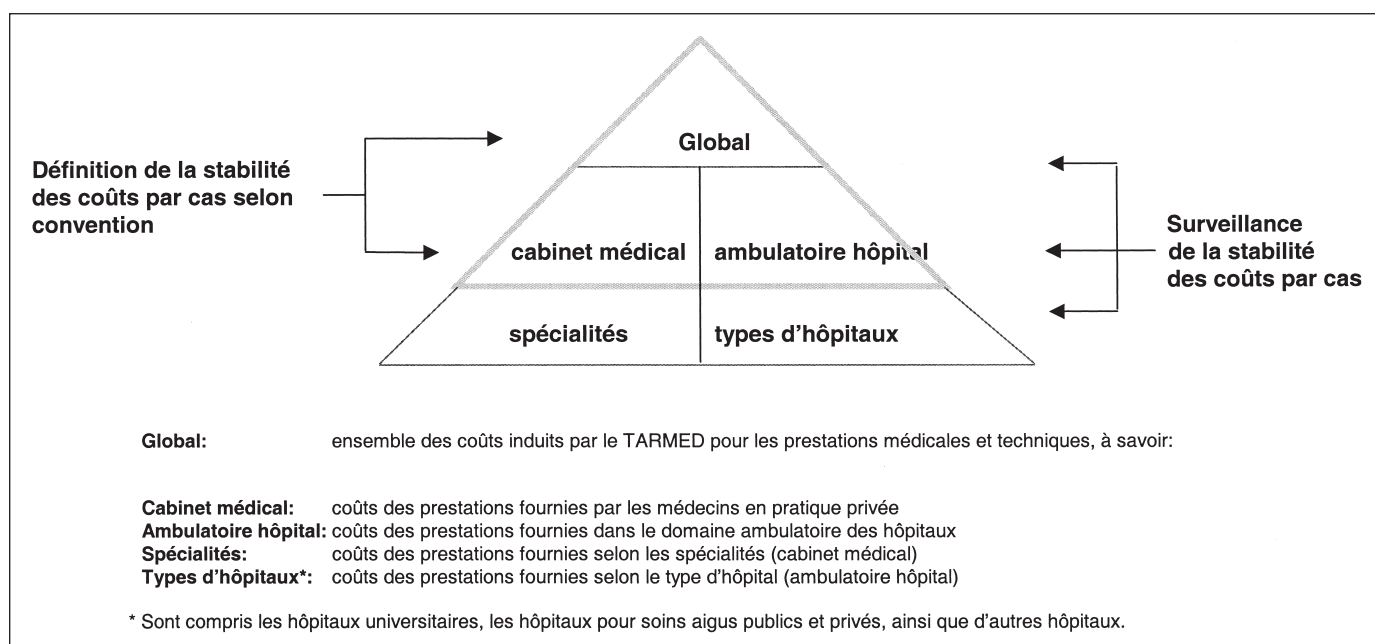 Global
Définition de la stabilité
des coûts par cas selon
convention
cabinet médical
ambulatoire hôpital
Surveillance
de la stabilité
des coûts par cas
spécialités
types d'hôpitaux
Global: ensemble des coûts induits par le TARMED pour les prestations médicales et techniques, à savoir:
Cabinet médical: coûts des prestations fournies par les médecins en pratique privée
Ambulatoire hôpital: coûts des prestations fournies dans le domaine ambulatoire des hôpitaux
Spécialités: coûts des prestations fournies selon les spécialités (cabinet médical)
Types d'hôpitaux*: coûts des prestations fournies selon le type d'hôpital (ambulatoire hôpital)
* Sont compris les hôpitaux universitaires, les hôpitaux pour soins aigus publics et privés, ainsi que d'autres hôpitaux.